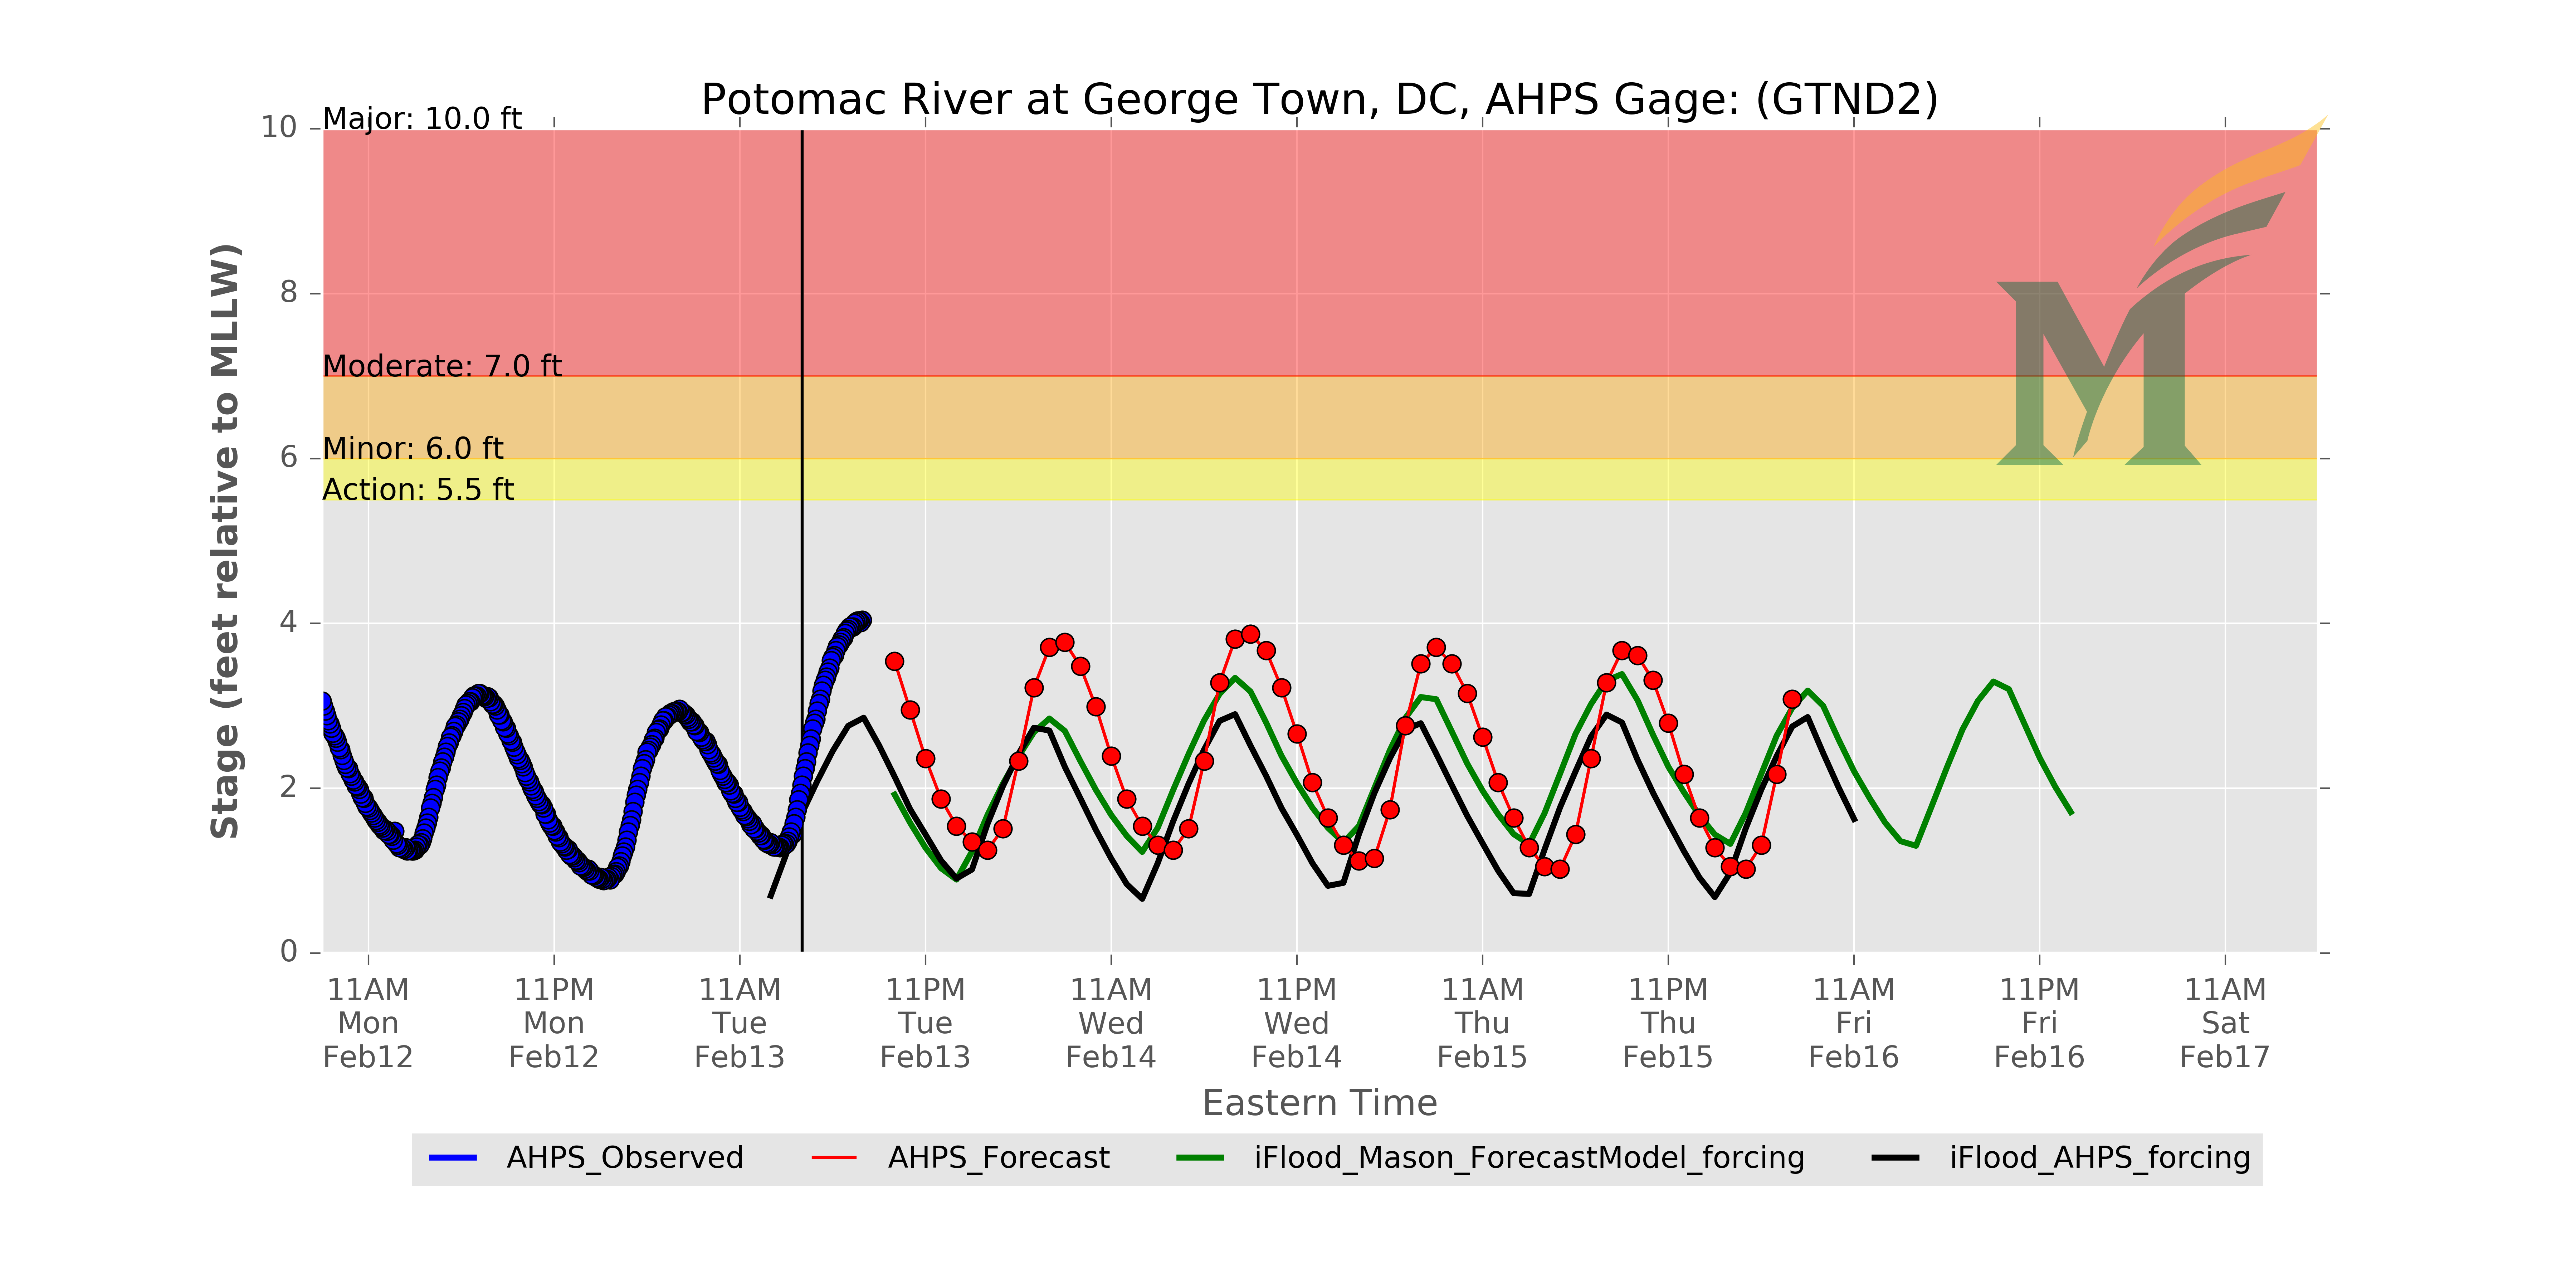 Potomac River at George Town, DC, AHPS Gage: (GTND2)
Major: 10.0 ft
Moderate: 7.0 ft
Minor: 6.0 ft
Action: 5.5 ft
Stage (feet relative to MLLW)
10
8
6
4
2
0
11AM 11PM 11AM 11PM 11AM 11PM 11AM 11PM 11AM 11PM 11AM
Mon Mon Tue Tue Wed Wed Thu Thu Fri Fri Sat
Feb12 Feb12 Feb13 Feb13 Feb14 Feb14 Feb15 Feb15 Feb16 Feb16 Feb17
Eastern Time
AHPS_Observed AHPS_Forecast iFlood_Mason_ForecastModel_forcing iFlood_AHPS_forcing
M